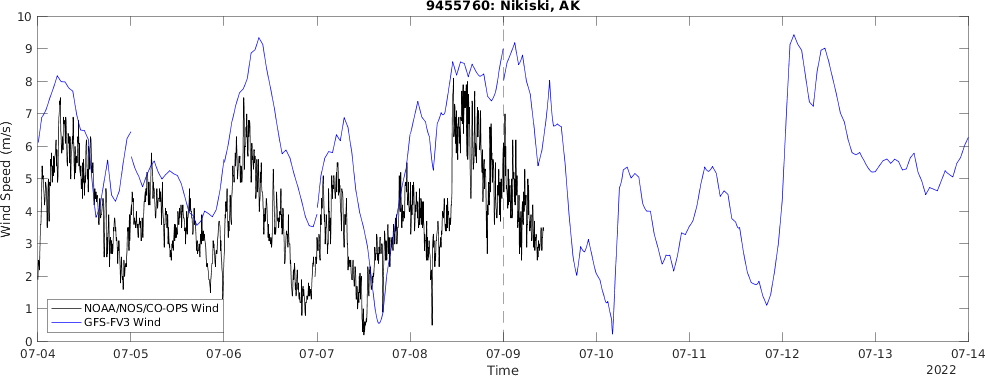 9455760: Nikiski, AK
Wind Speed (m/s)
10
9
8
7
6
5
4
3
2
1
0
NOAA/NOS/CO-OPS Wind
GFS-FV3 Wind
07-04 07-05 07-06 07-07 07-08 07-09 07-10 07-11 07-12 07-13 07-14
Time
2022